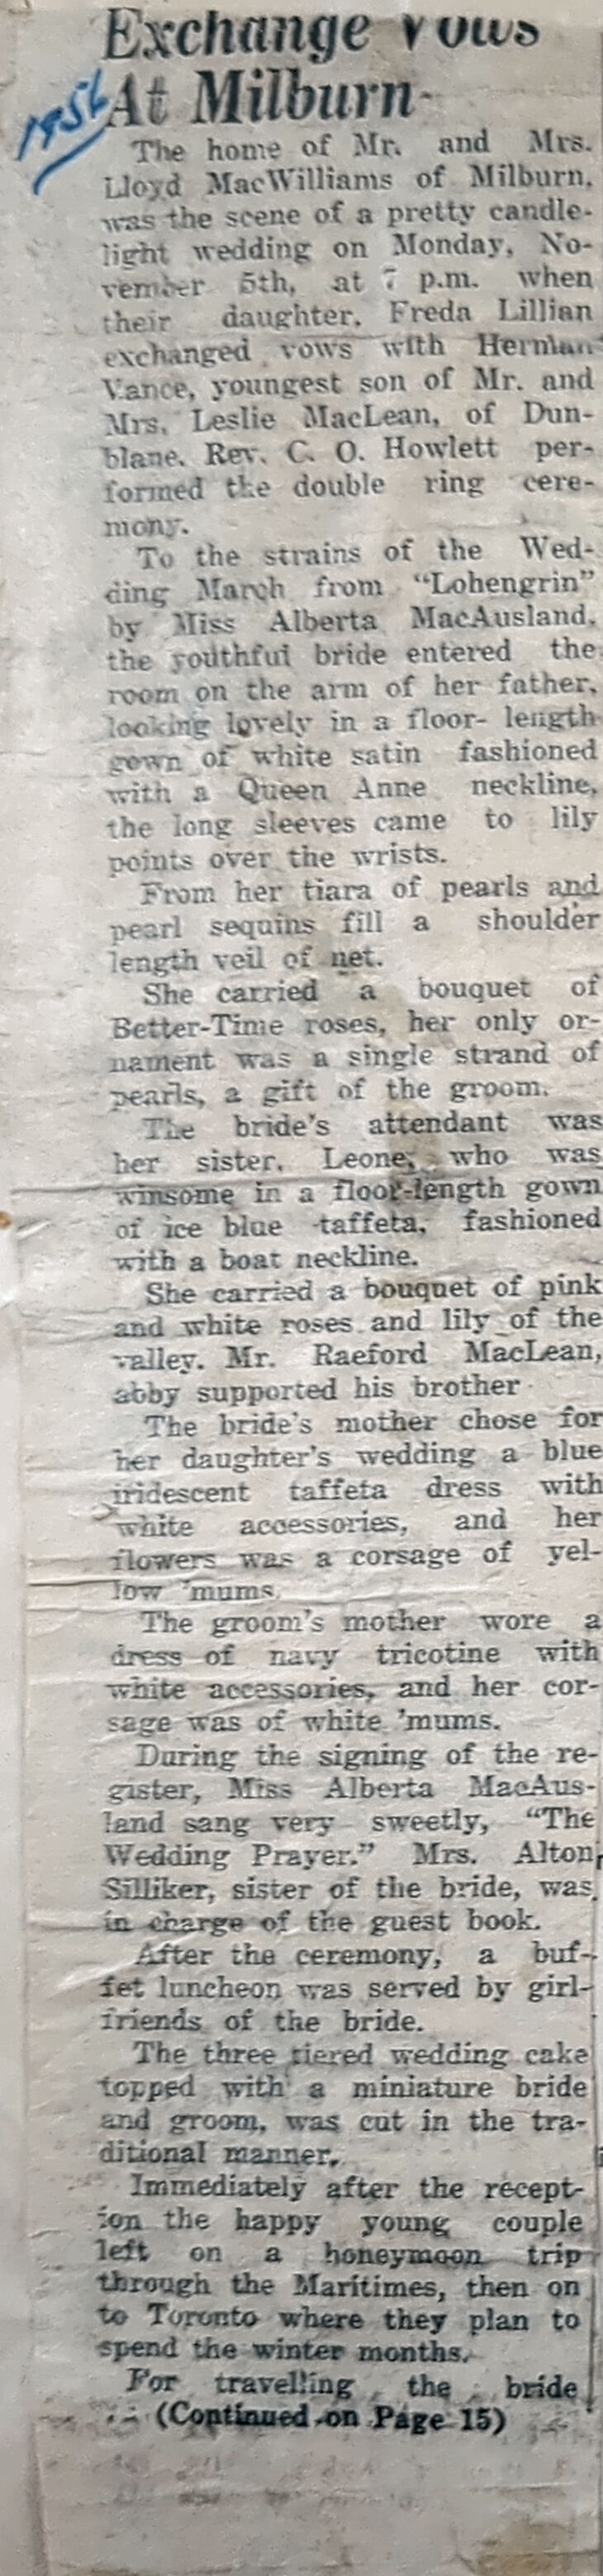 Exchange Vows
At Milburn
1956
The home of Mr. and Mrs.
Lloyd MacWilliams of Milburn,
was the scene of a pretty candle-
light wedding on Monday, No-
vember 5th, at 7 p.m. when
their daughter, Freda Lillian
exchanged vows with Herman
Vance, youngest son of Mr. and
Mrs. Leslie MacLean, of Dun-
blane. Rev. C. O. Howlett per-
formed the double ring cere-
mony.
To the strains of the Wed-
ding March from "Lohengrin"
by Miss Alberta MacAusland,
the youthful bride entered the
room on the arm of her father,
looking lovely in a floor- length
gown of white satin fashioned
with a Queen Anne neckline,
the long sleeves came to lily
points over the wrists.
From her tiara of pearls and
pearl sequins fill a shoulder
length veil of net.
She carried a bouquet of
Better-Time roses, her only or-
nament was a single strand of
pearls, a gift of the groom.
The bride's attendant was
her sister, Leone, who was
winsome in a floor-length gown
of ice blue taffeta, fashioned
with a boat neckline.
She carried a bouquet of pink
and white roses and lily of the
valley. Mr. Raeford MacLean,
abby supported his brother
The bride's mother chose for
her daughter's wedding a blue
iridescent taffeta dress with
white accessories, and her
flowers was a corsage of yel-
low 'mums
The groom's mother wore a
dress of navy tricotine with
white accessories, and her cor-
sage was of white 'mums.
During the signing of the re-
gister, Miss Alberta MacAus-
land sang very sweetly, "The
Wedding Prayer." Mrs. Alton
Silliker, sister of the bride, was
in charge of the guest book.
After the ceremony, a buf-
fet luncheon was served by girl-
friends of the bride.
The three tiered wedding cake
topped with a miniature bride
and groom, was cut in the tra-
ditional manner.
Immediately after the recept-
ion the happy young couple
left on a honeymoon trip
through the Maritimes, then on
to Toronto where they plan to
spend the winter months.
For travelling the bride
(Continued on Page 15)